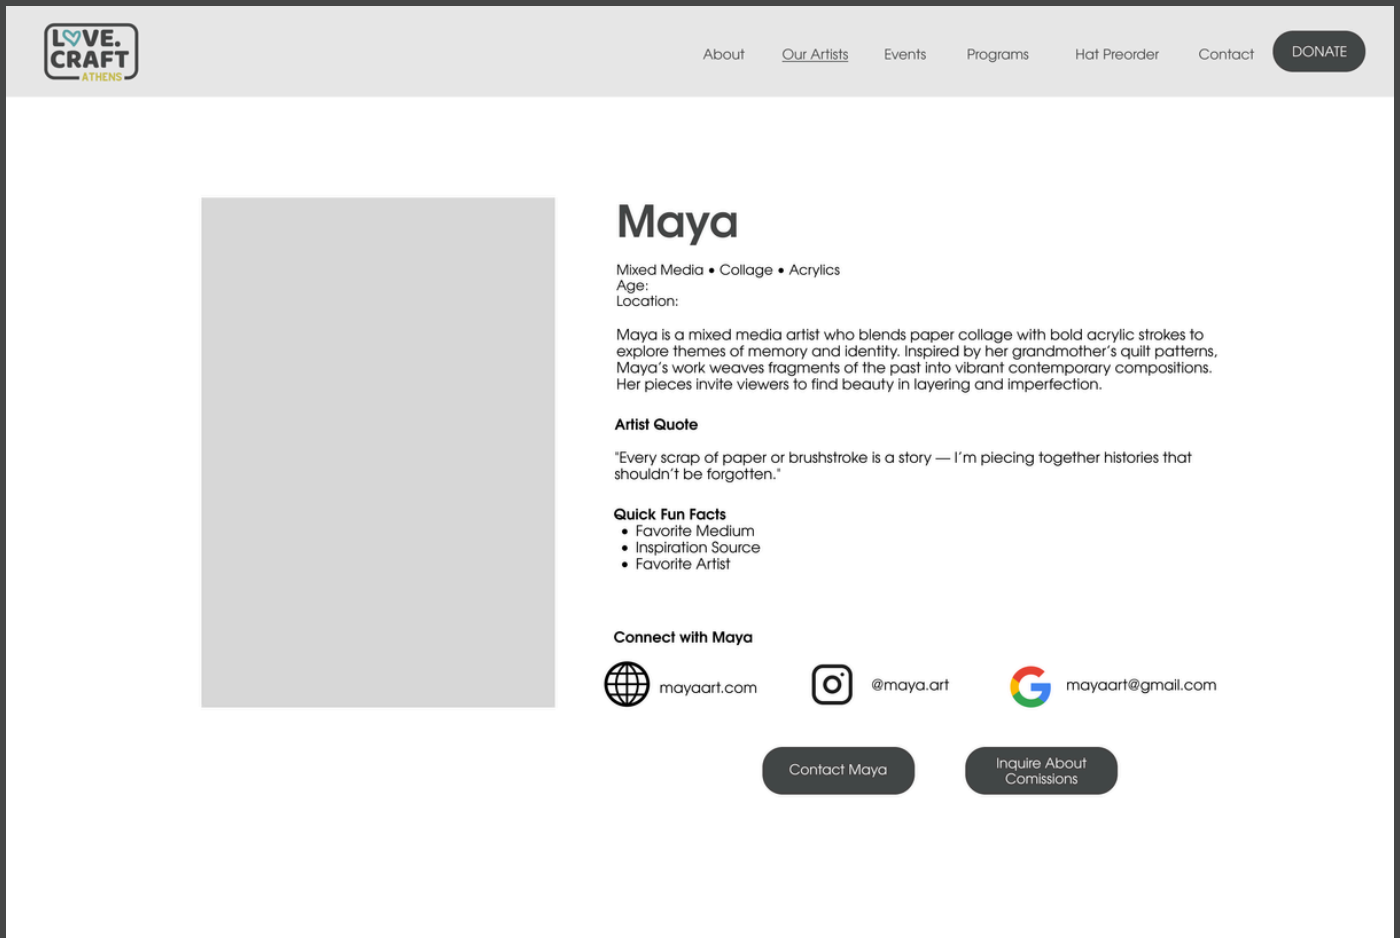 LOVE.
CRAFT
ATHENS
About
Our Artists
Events
Programs
Hat Preorder
Contact
DONATE
Maya
Mixed Media • Collage • Acrylics
Age:
Location:
Maya is a mixed media artist who blends paper collage with bold acrylic strokes to
explore themes of memory and identity. Inspired by her grandmother’s quilt patterns,
Maya’s work weaves fragments of the past into vibrant contemporary compositions.
Her pieces invite viewers to find beauty in layering and imperfection.
Artist Quote
"Every scrap of paper or brushstroke is a story — I’m piecing together histories that
shouldn’t be forgotten."
Quick Fun Facts
• Favorite Medium
• Inspiration Source
• Favorite Artist
Connect with Maya
mayaart.com
@maya.art
mayaart@gmail.com
Contact Maya
Inquire About
Comissions